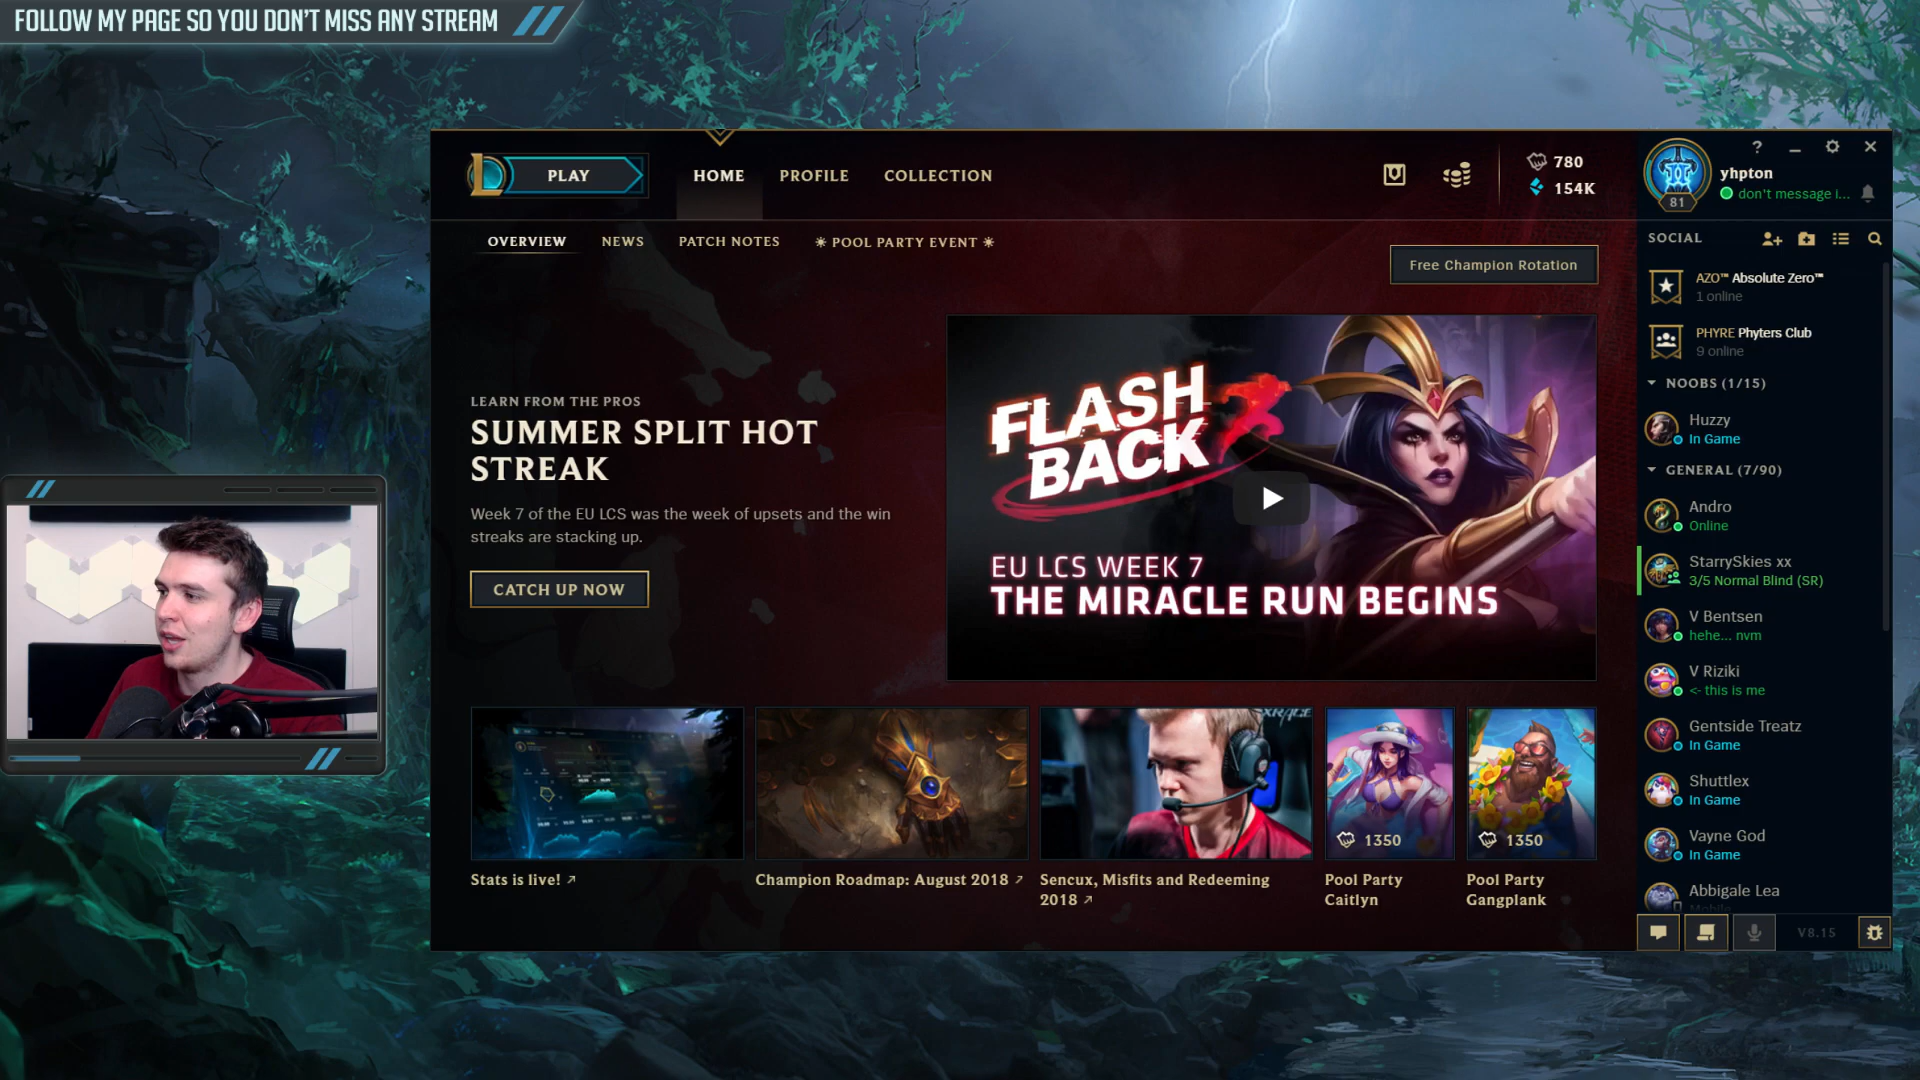 FOLLOW MY PAGE SO YOU DON'T MISS ANY STREAM
PLAY
HOME
PROFILE
COLLECTION
780
154K
81
?
yhpton
don't message i...
OVERVIEW
NEWS
PATCH NOTES
POOL PARTY EVENT
Free Champion Rotation
SOCIAL
AZO™ Absolute Zero™
1 online
PHYRE Phyters Club
9 online
NOOBS (1/15)
Huzzy
In Game
GENERAL (7/90)
Andro
Online
StarrySkies xx
3/5 Normal Blind (SR)
V Bentsen
hehe... nvm
V Riziki
<- this is me
Gentside Treatz
In Game
Shuttlex
In Game
Vayne God
In Game
Abbigale Lea
Mobile
V8.15
LEARN FROM THE PROS
SUMMER SPLIT HOT
STREAK
Week 7 of the EU LCS was the week of upsets and the win
streaks are stacking up.
CATCH UP NOW
FLASH
BACK
EU LCS WEEK 7
THE MIRACLE RUN BEGINS
Stats is live!
Champion Roadmap: August 2018
Sencux, Misfits and Redeeming
2018
1350
Pool Party
Caitlyn
1350
Pool Party
Gangplank